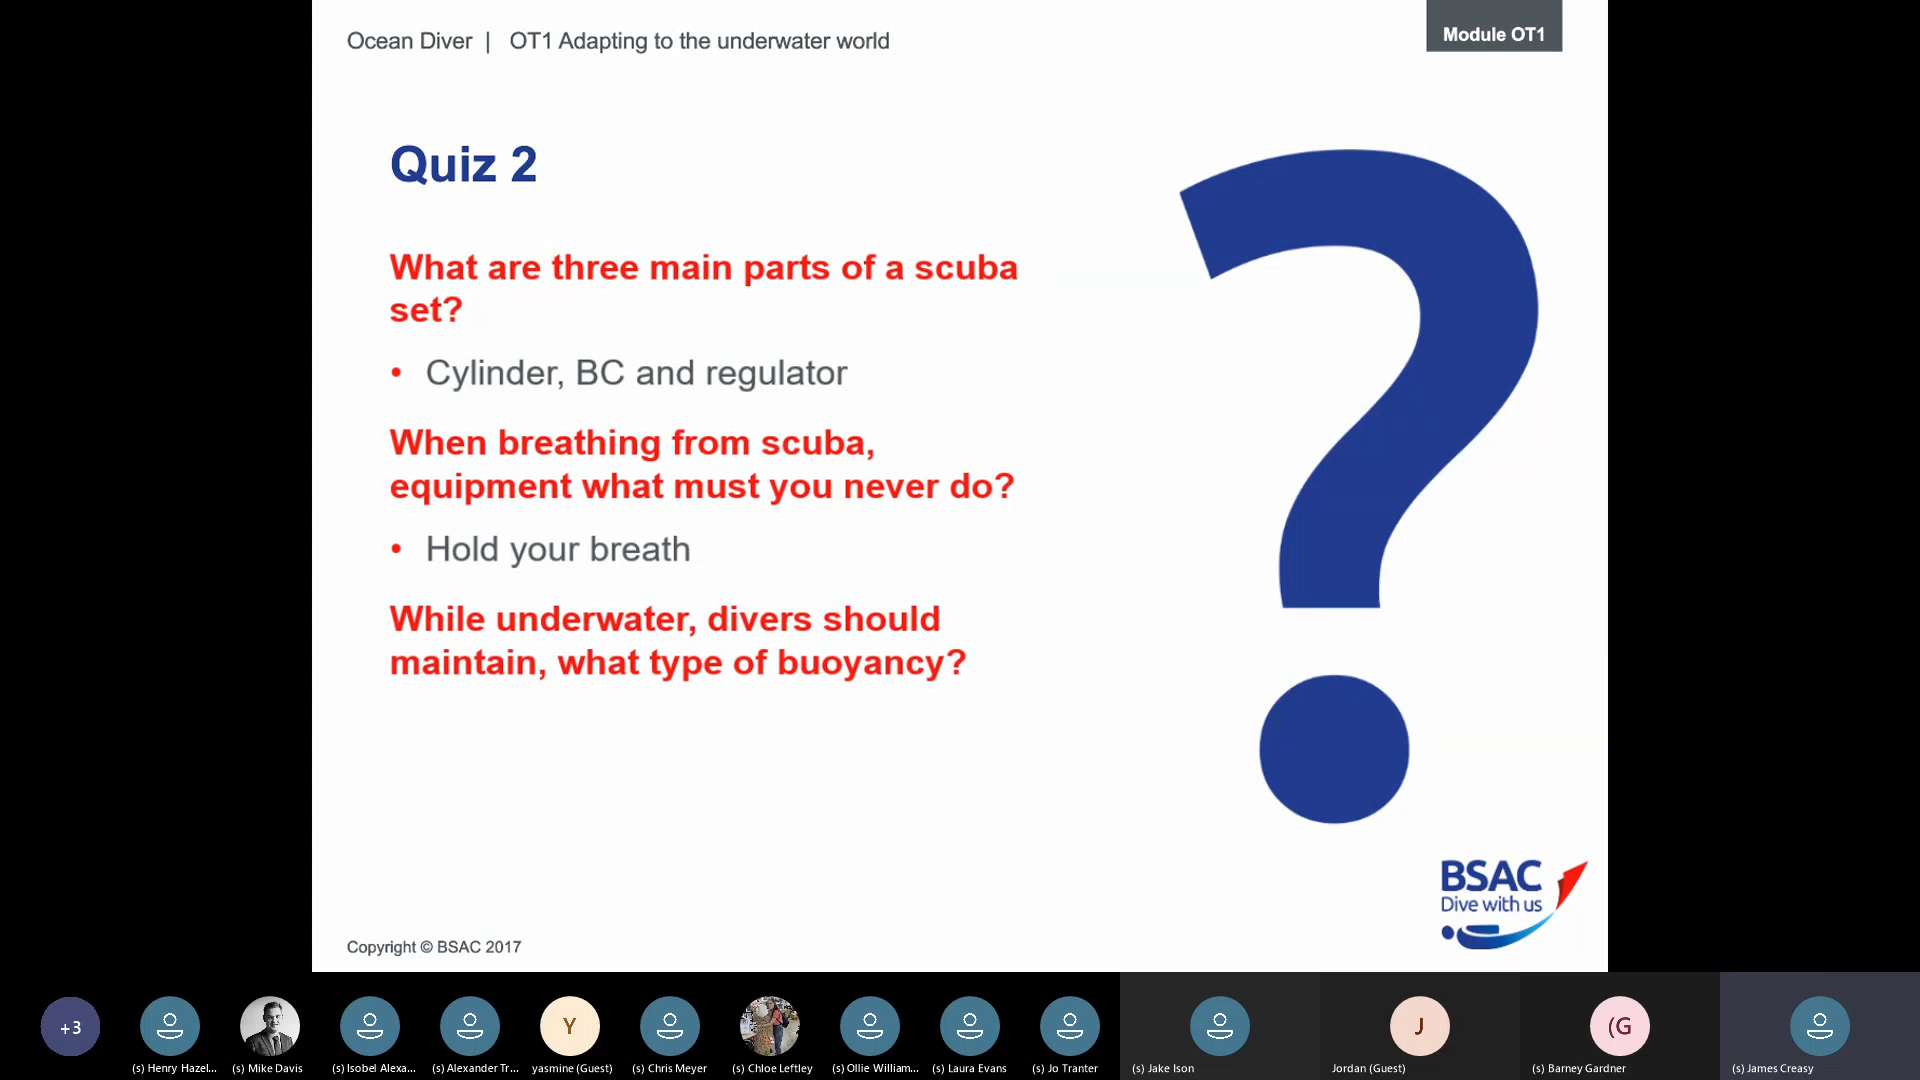 Ocean Diver | OT1 Adapting to the underwater world
Module OT1
Quiz 2
What are three main parts of a scuba
set?
• Cylinder, BC and regulator
When breathing from scuba,
equipment what must you never do?
• Hold your breath
While underwater, divers should
maintain, what type of buoyancy?
?
BSAC
Dive with us
Copyright © BSAC 2017
+3
Y
J
(G
(s) Henry Hazel...
(s) Mike Davis
(s) Isobel Alexa...
(s) Alexander Tr...
yasmine (Guest)
(s) Chris Meyer
(s) Chloe Leftley
(s) Ollie William...
(s) Laura Evans
(s) Jo Tranter
(s) Jake Ison
Jordan (Guest)
(s) Barney Gardner
(s) James Creasy